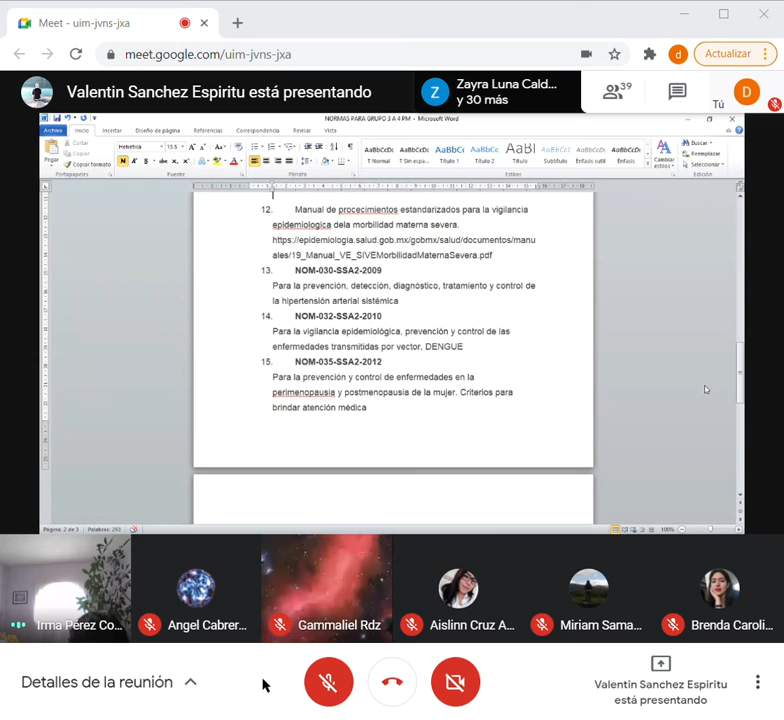 Meet - uim-jvns-jxa
meet.google.com/uim-jvns-jxa
d
Actualizar
Valentin Sanchez Espiritu está presentando
Z
Zayra Luna Cald...
y 30 más
39
Tú
D
NORMAS PARA GRUPO 3 A 4 PM - Microsoft Word
Archivo Inicio Insertar Diseño de página Referencias Correspondencia Revisar Vista
Pegar
Cortar
Copiar
Copiar formato
Portapapeles
Helvetica 13.5
Fuente
Párrafo
AaBbCcDc AaBbCcDc AaBbCc AaBbCc AaBl AaBbCc. AaBbCcDc AaBbCcDc
¶ Normal ¶ Sin espa... Título 1 Título 2 Título Subtítulo Énfasis sutil Énfasis
Cambiar estilos
Estilos
Buscar
Reemplazar
Seleccionar
Edición
12. Manual de procecimientos estandarizados para la vigilancia
epidemiologica dela morbilidad materna severa.
https://epidemiologia.salud.gob.mx/gobmx/salud/documentos/manu
ales/19_Manual_VE_SIVEMorbilidadMaternaSevera.pdf
13. NOM-030-SSA2-2009
Para la prevención, detección, diagnóstico, tratamiento y control de
la hipertensión arterial sistémica
14. NOM-032-SSA2-2010
Para la vigilancia epidemiológica, prevención y control de las
enfermedades transmitidas por vector, DENGUE
15. NOM-035-SSA2-2012
Para la prevención y control de enfermedades en la
perimenopausia y postmenopausia de la mujer. Criterios para
brindar atención médica
Página: 2 de 3 Palabras: 293
100%
Irma Pérez Co...
Angel Cabrer...
Gammaliel Rdz
Aislinn Cruz A...
Miriam Sama...
Brenda Caroli...
Detalles de la reunión
Valentin Sanchez Espiritu
está presentando